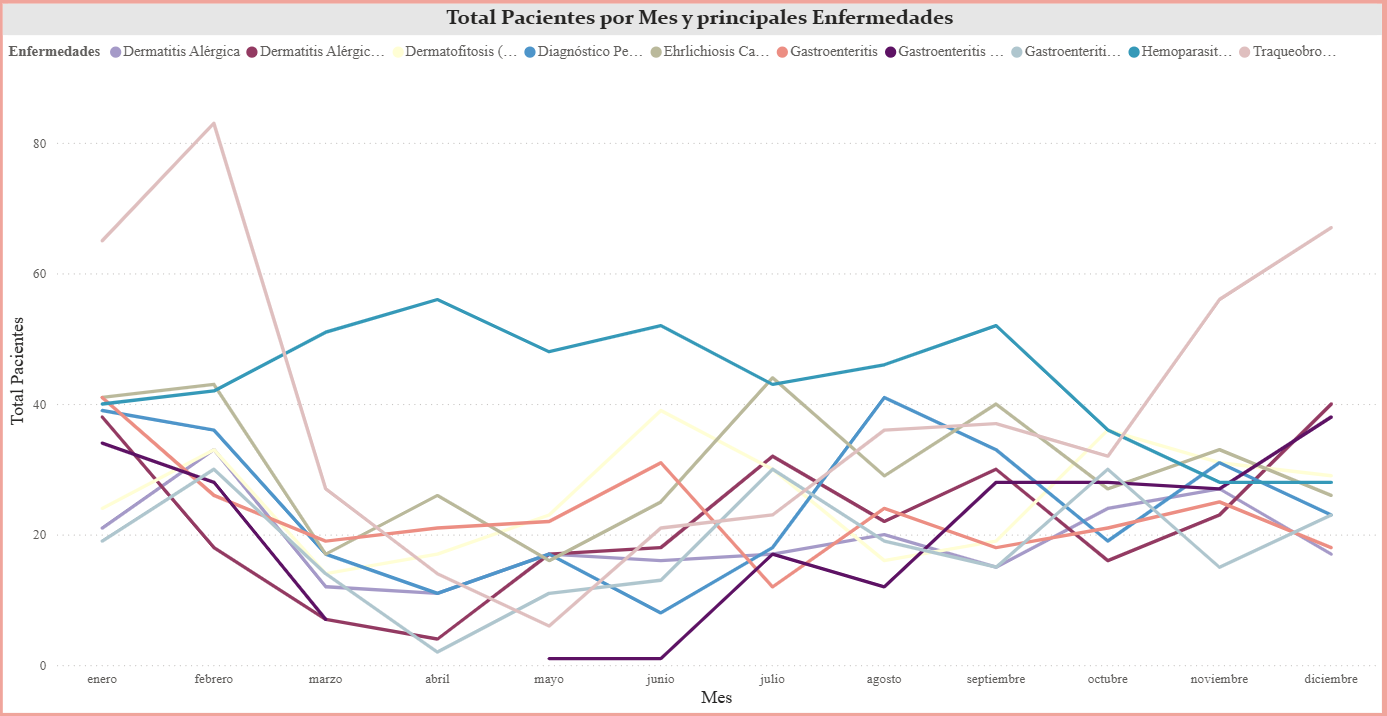 Total Pacientes por Mes y principales Enfermedades
Enfermedades Dermatitis Alérgica Dermatitis Alérgic... Dermatofitosis (... Diagnóstico Pe... Ehrlichiosis Ca... Gastroenteritis Gastroenteritis ... Gastroenteriti... Hemoparasit... Traqueobro...
80
60
40
20
0
Total Pacientes
enero febrero marzo abril mayo junio julio agosto septiembre octubre noviembre diciembre
Mes